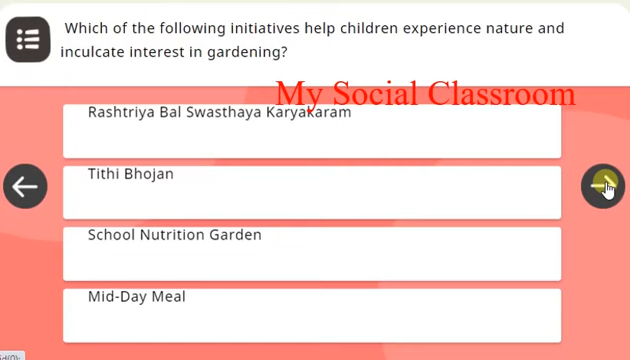 Which of the following initiatives help children experience nature and
inculcate interest in gardening?
My Social Classroom
Rashtriya Bal Swasthaya Karyakaram
Tithi Bhojan
School Nutrition Garden
Mid-Day Meal